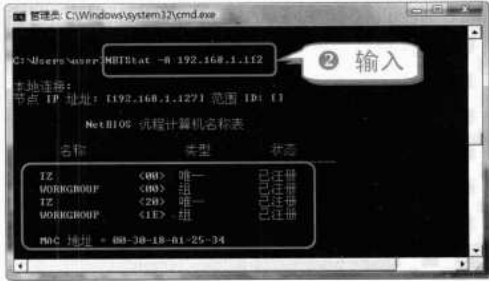 管理员: C:\Windows\system32\cmd.exe
C:\Users\user>NBTStat -A 192.168.1.112
❷ 输入
本地连接:
节点 IP 地址: [192.168.1.127] 范围 ID: []
NetBIOS 远程计算机名称表
名称 类型 状态
IZ <00> 唯一 已注册
WORKGROUP <00> 组 已注册
IZ <20> 唯一 已注册
WORKGROUP <1E> 组 已注册
MAC 地址 = 00-30-18-A1-25-34